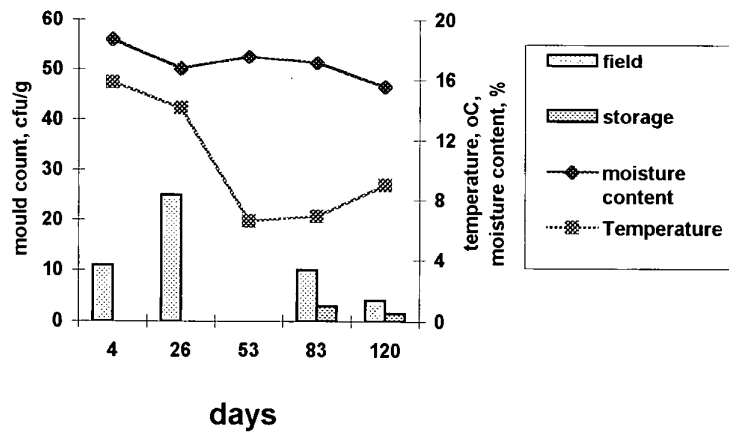 mould count, cfu/g
60
50
40
30
20
10
0
4 26 53 83 120
days
20
16
12
8
4
0
temperature, oC,
moisture content, %
field
storage
moisture
content
Temperature